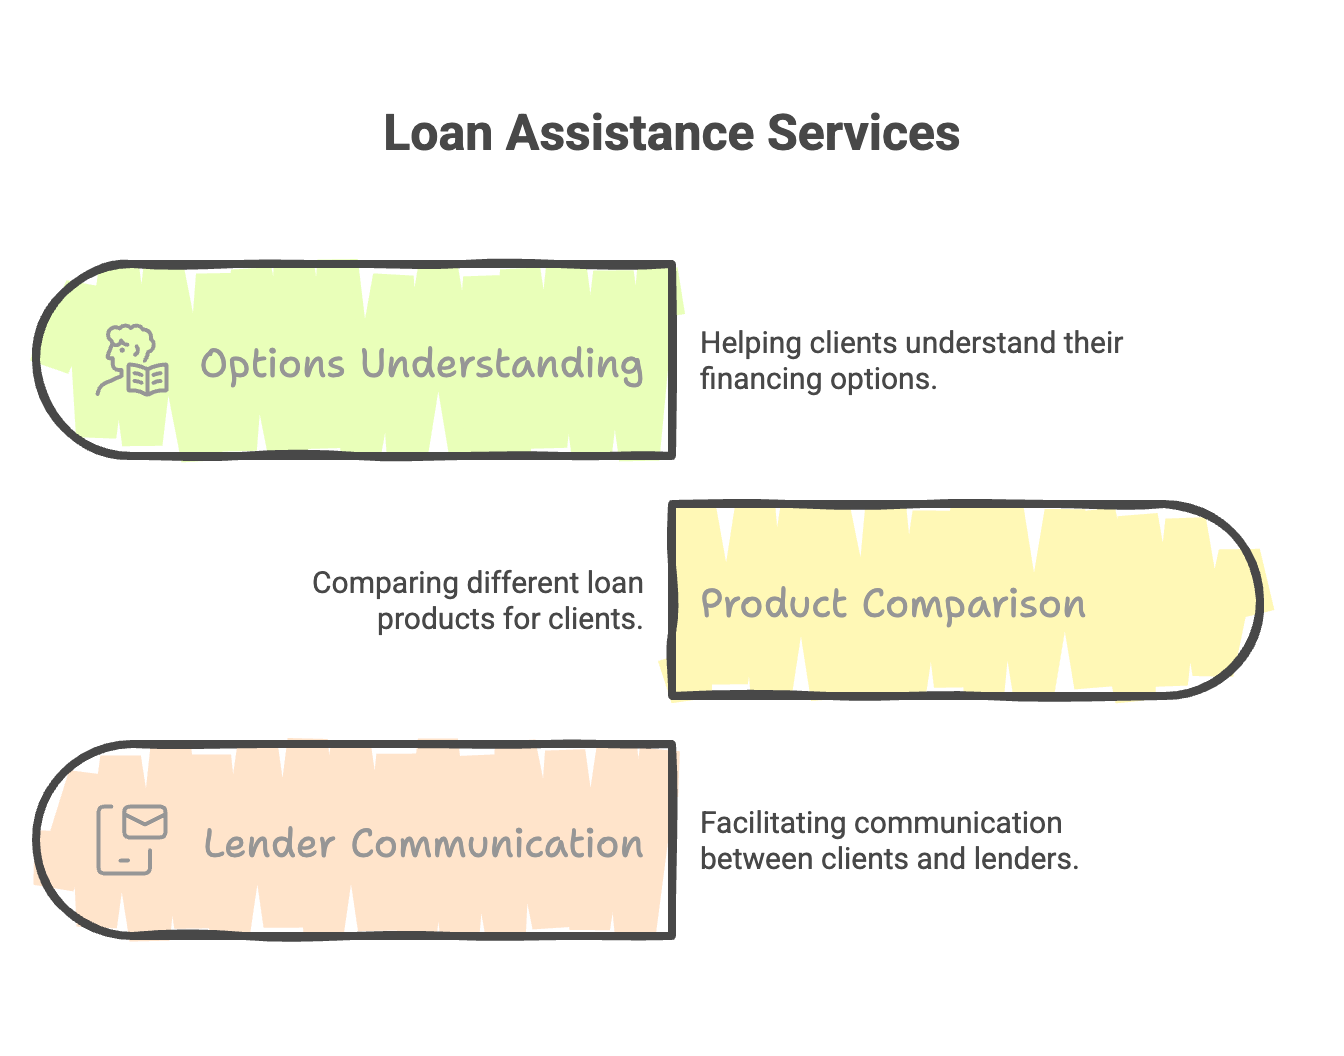 Loan Assistance Services
Options Understanding
Helping clients understand their
financing options.
Comparing different loan
products for clients.
Product Comparison
Lender Communication
Facilitating communication
between clients and lenders.